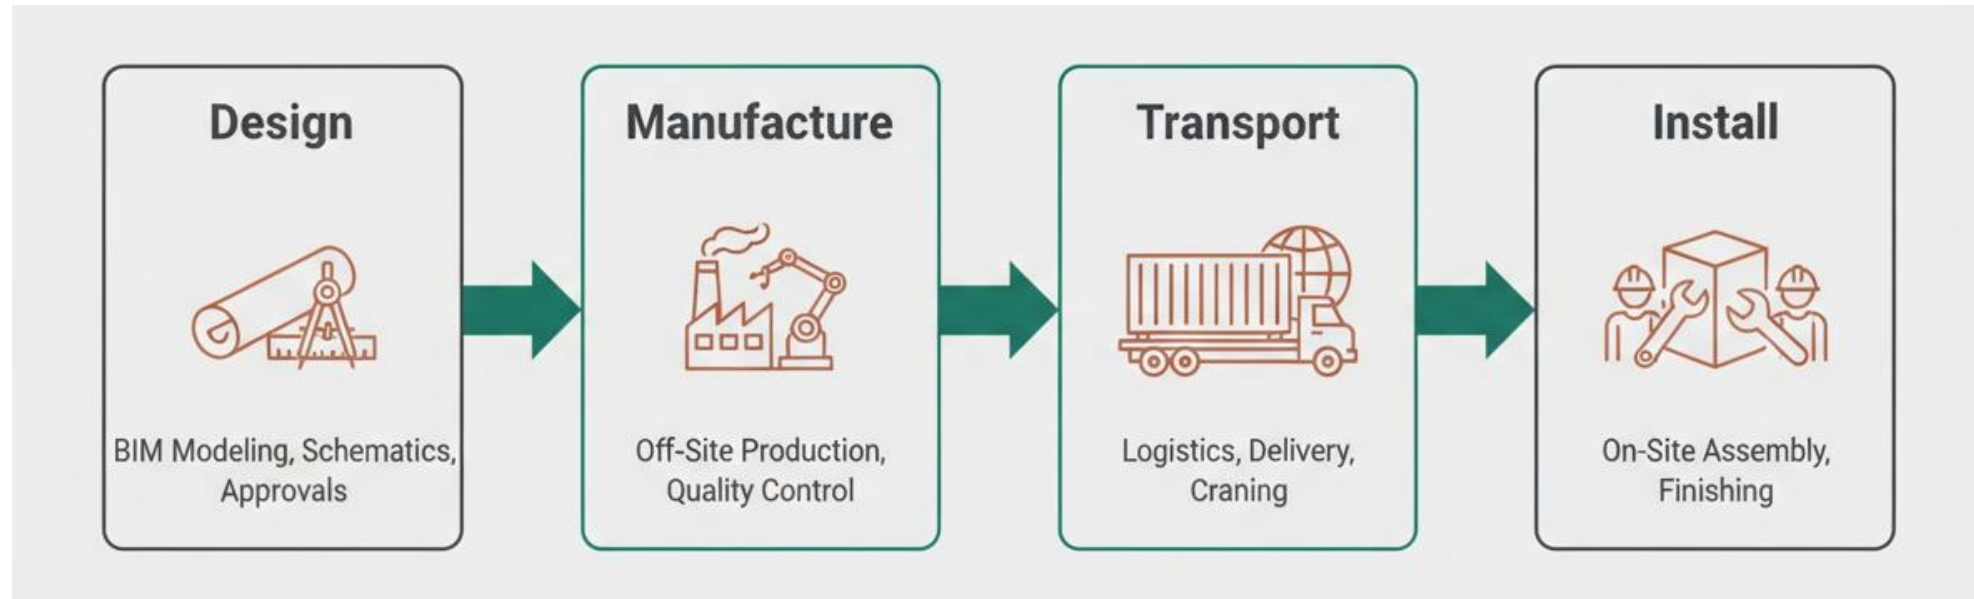 Design
BIM Modeling, Schematics,
Approvals
Manufacture
Off-Site Production,
Quality Control
Transport
Logistics, Delivery,
Craning
Install
On-Site Assembly,
Finishing